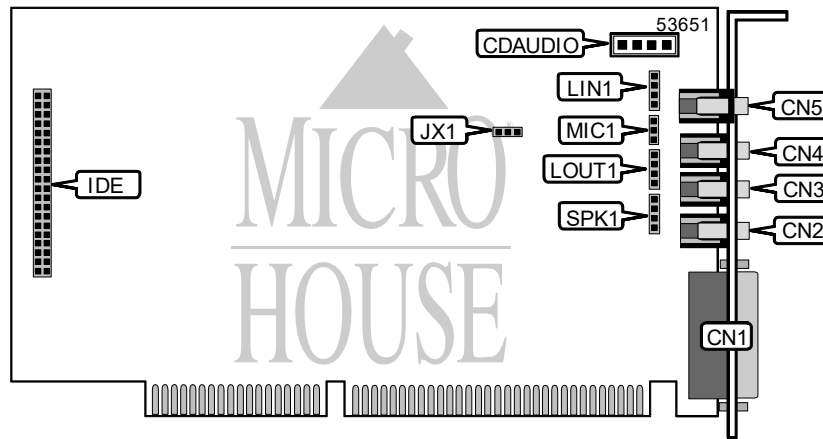 53651
CDAUDIO
LIN1
CN5
JX1
MIC1
CN4
LOUT1
IDE
CN3
SPK1
CN2
CN1
MICRO
HOUSE